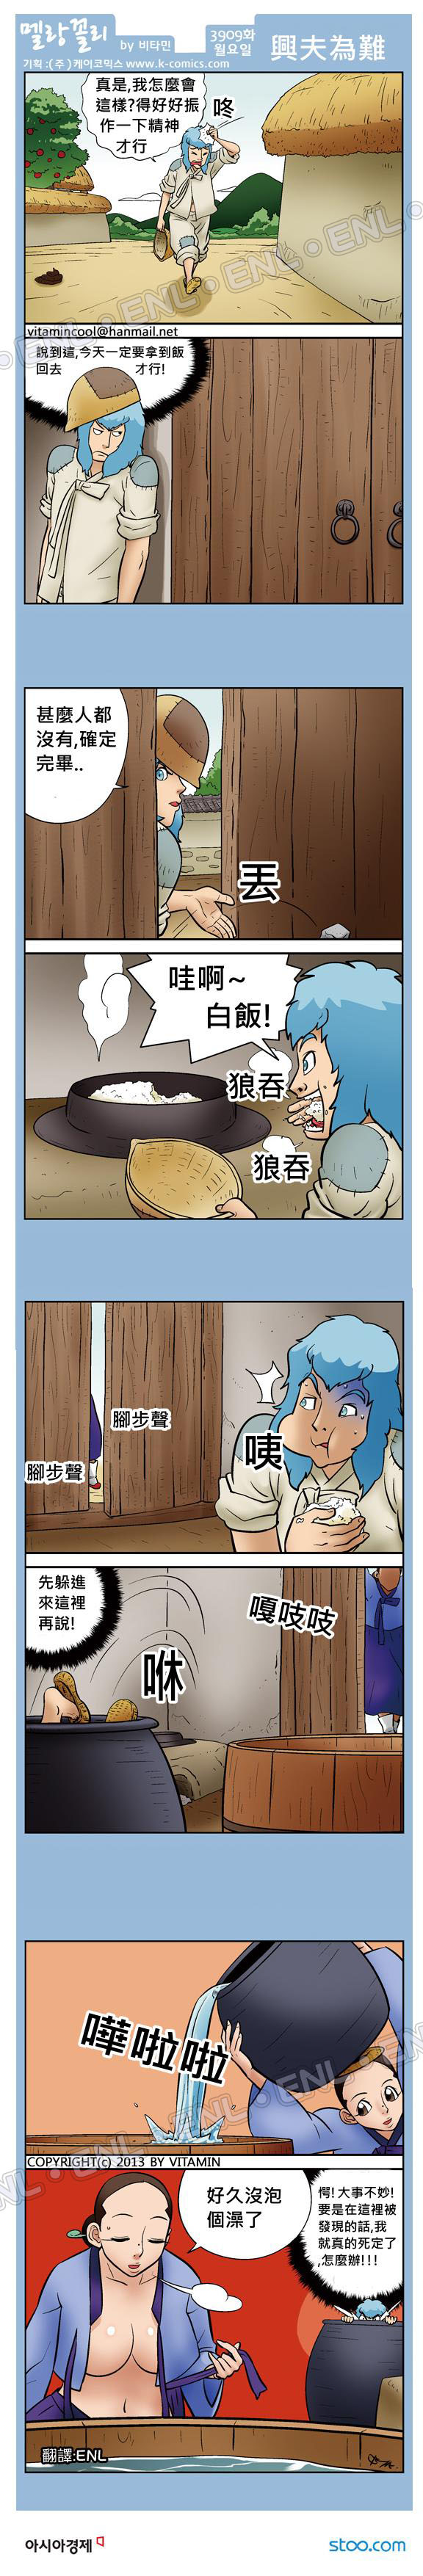 멜랑꼴리 by 비타민
3909화
월요일
興夫為難
기획 :(주)케이코믹스 www.k-comics.com
真是,我怎麼會
這樣?得好好振
作一下精神
才行
咚
vitamincool@hanmail.net
說到這,今天一定要拿到飯
回去 才行!
甚麼人都
沒有,確定
完畢..
丟
哇啊~
白飯!
狼吞
狼吞
腳步聲
腳步聲
咦
先躲進
來這裡
再說!
咻
嘎吱吱
嘩啦啦
COPYRIGHT(c) 2013 BY VITAMIN
好久沒泡
個澡了
愕! 大事不妙!
要是在這裡被
發現的話,我
就真的死定了
,怎麼辦!!!
翻譯:ENL
아시아경제
stoo.com
ENL